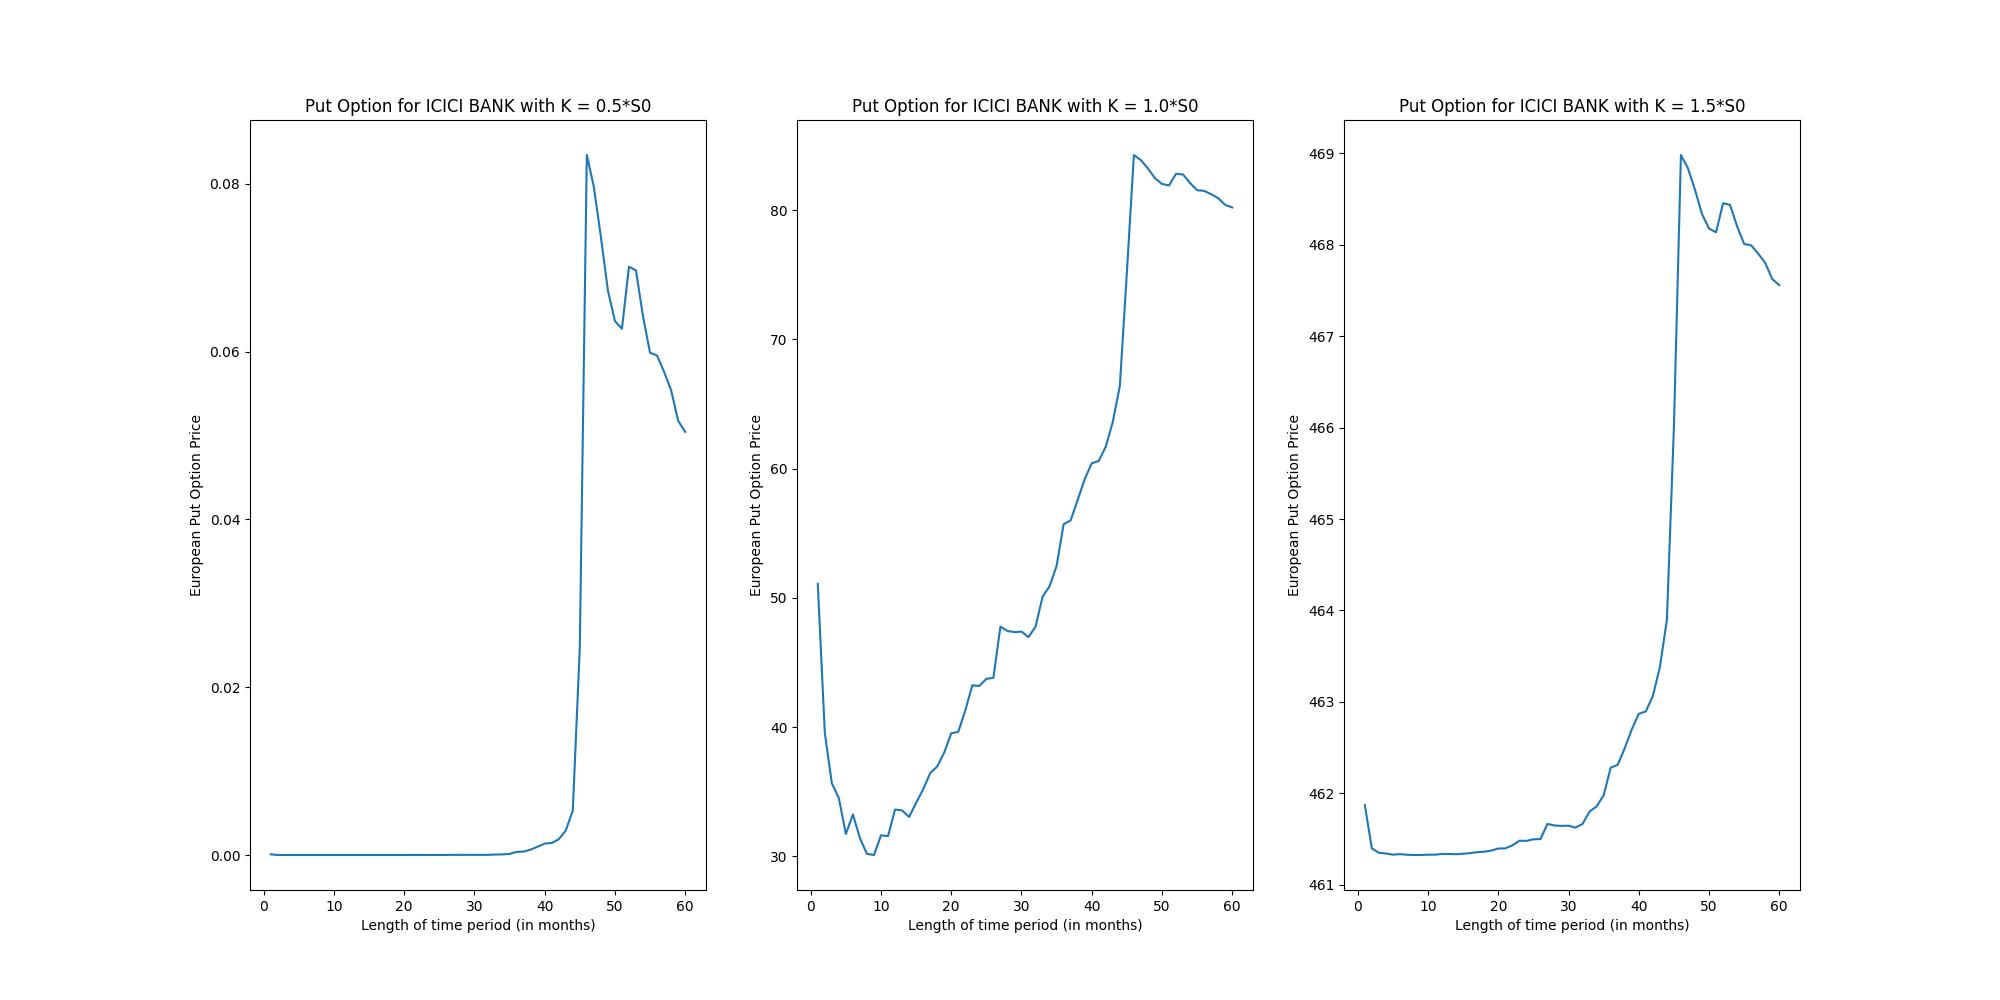 Put Option for ICICI BANK with K = 0.5*S0
European Put Option Price
0.08
0.06
0.04
0.02
0.00
0 10 20 30 40 50 60
Length of time period (in months)
Put Option for ICICI BANK with K = 1.0*S0
European Put Option Price
80
70
60
50
40
30
0 10 20 30 40 50 60
Length of time period (in months)
Put Option for ICICI BANK with K = 1.5*S0
European Put Option Price
469
468
467
466
465
464
463
462
461
0 10 20 30 40 50 60
Length of time period (in months)